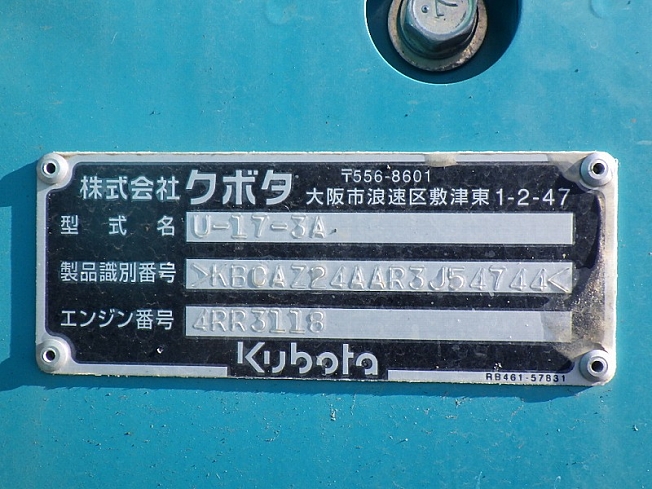 株式会社クボタ 〒556-8601
大阪市浪速区敷津東1-2-47
型式名 U-17-3A
製品識別番号 >KBCAZ24AAR3J54744<
エンジン番号 4RR3118
Kubota
RB461-57831